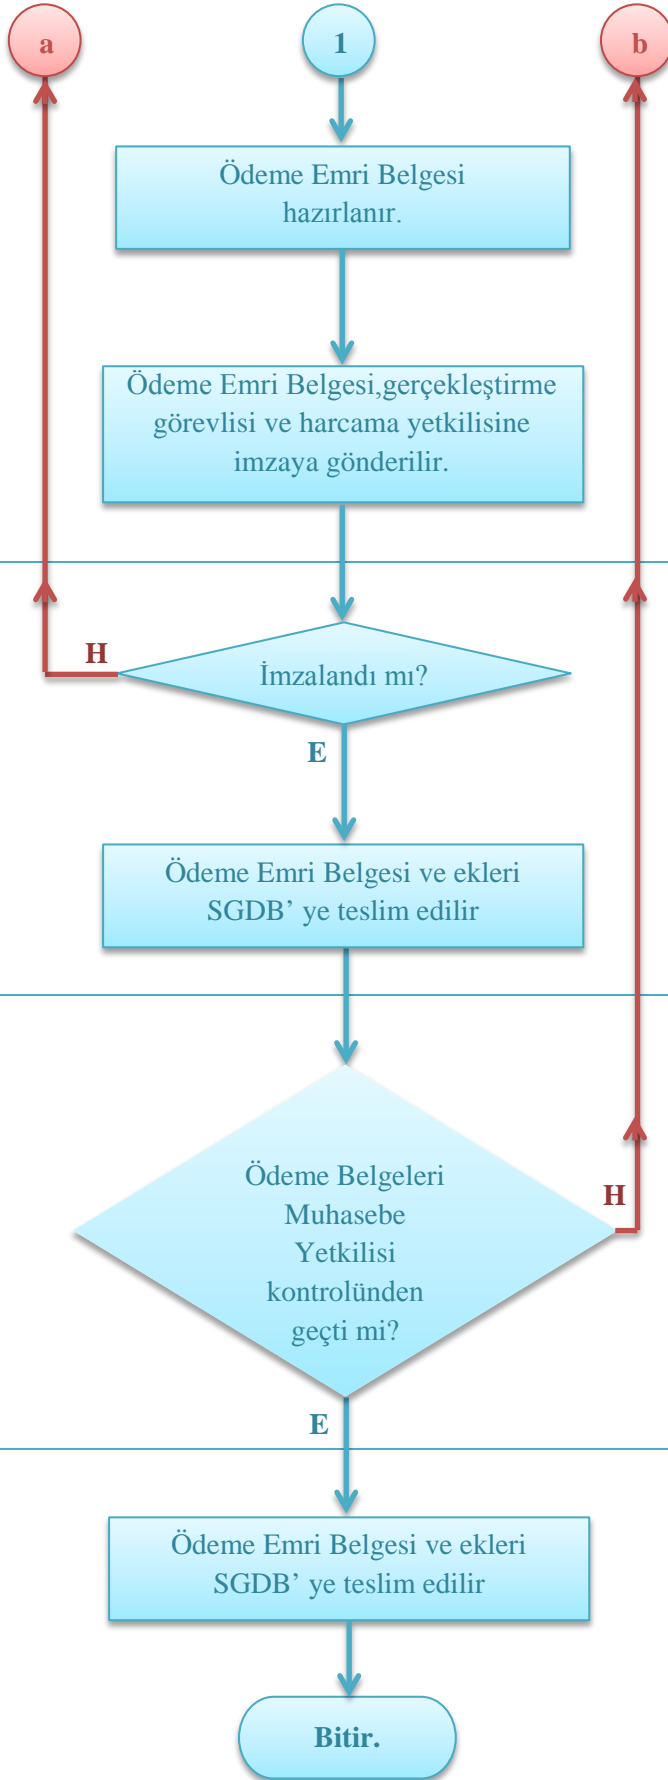 a
1
b
Ödeme Emri Belgesi
hazırlanır.
Ödeme Emri Belgesi,gerçekleştirme
görevlisi ve harcama yetkilisine
imzaya gönderilir.
H
İmzalandı mı?
E
Ödeme Emri Belgesi ve ekleri
SGDB’ ye teslim edilir
Ödeme Belgeleri
Muhasebe
Yetkilisi
kontrolünden
geçti mi?
H
E
Ödeme Emri Belgesi ve ekleri
SGDB’ ye teslim edilir
Bitir.